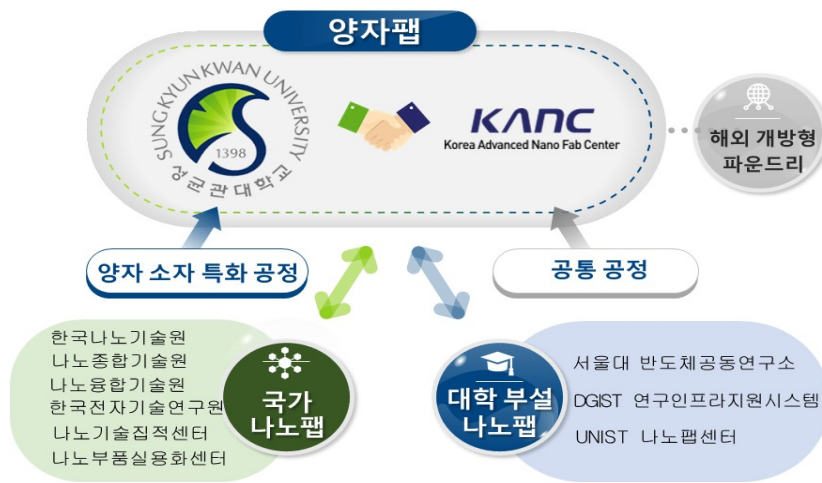 양자팹
SUNGKYUNKWAN UNIVERSITY
1398
성균관대학교
KANC
Korea Advanced Nano Fab Center
해외 개방형
파운드리
양자 소자 특화 공정
공통 공정
한국나노기술원
나노종합기술원
나노융합기술원
한국전자기술연구원
나노기술집적센터
나노부품실용화센터
국가
나노팹
대학 부설
나노팹
서울대 반도체공동연구소
DGIST 연구인프라지원시스템
UNIST 나노팹센터